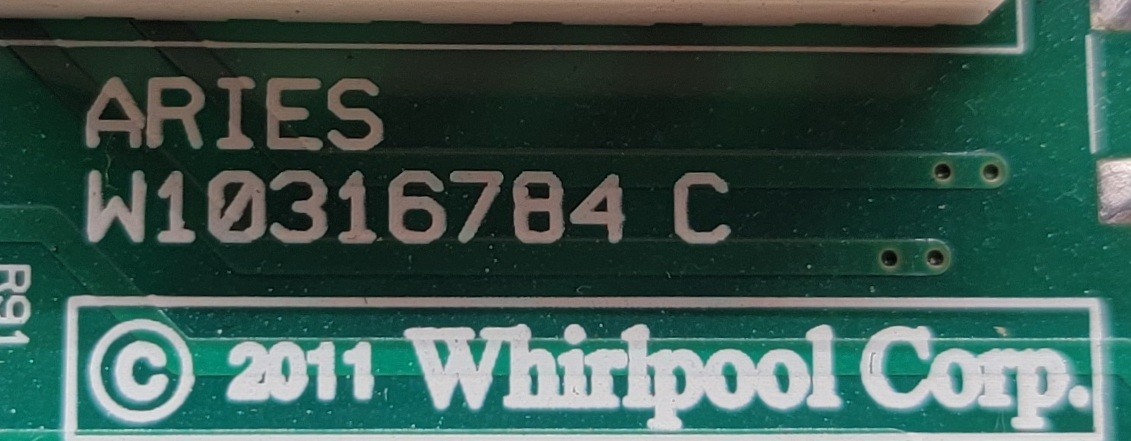 ARIES
W10316784 C
R91
© 2011 Whirlpool Corp.